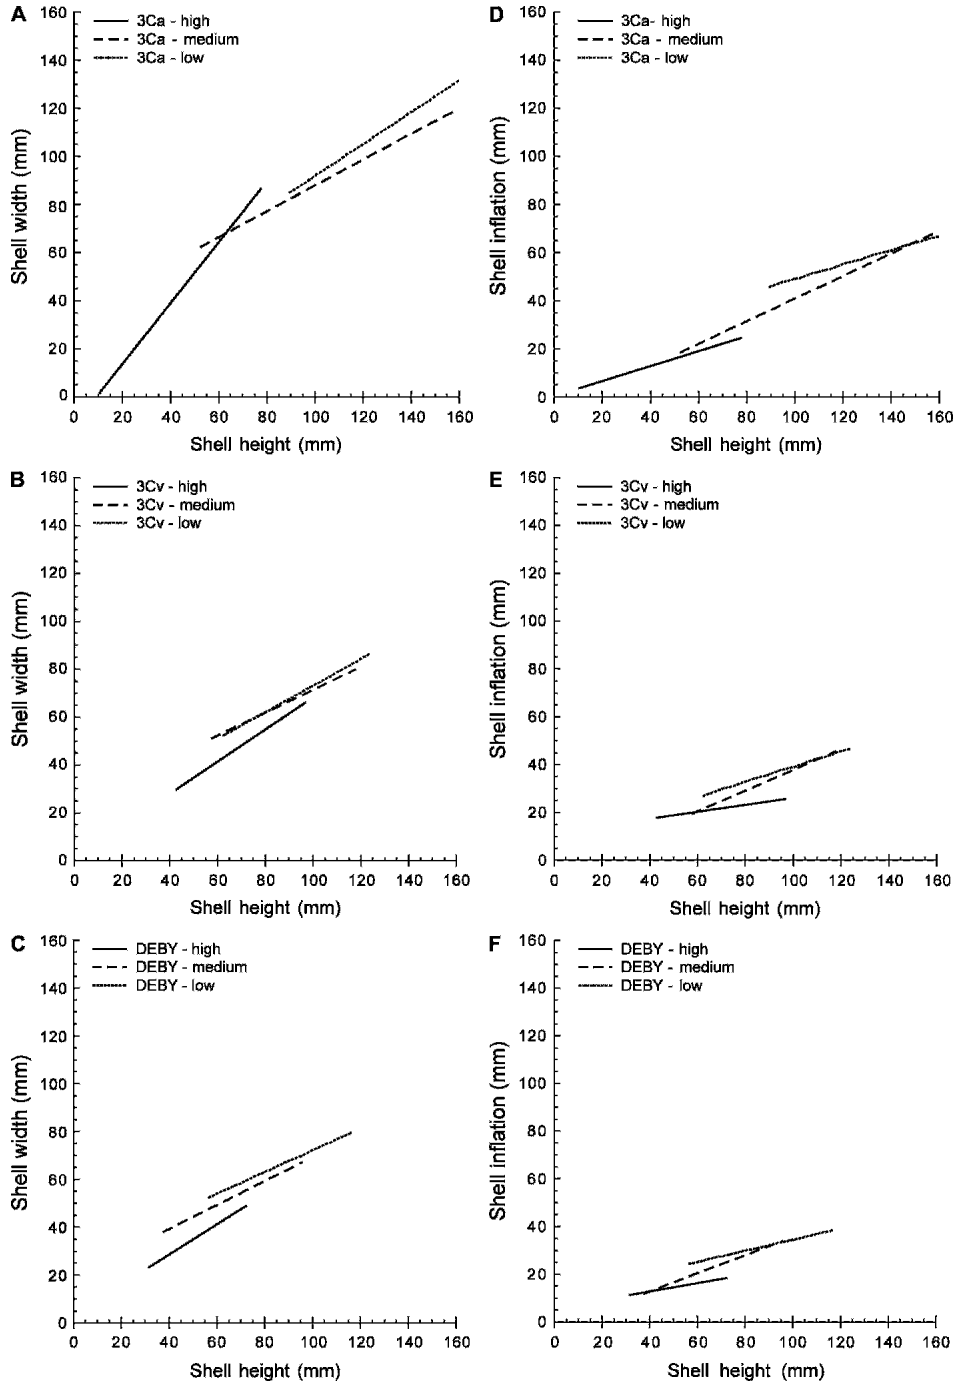 A
3Ca - high
3Ca - medium
3Ca - low
160
140
120
100
80
60
40
20
0
Shell width (mm)
0 20 40 60 80 100 120 140 160
Shell height (mm)
D
3Ca- high
3Ca - medium
3Ca - low
160
140
120
100
80
60
40
20
0
Shell inflation (mm)
0 20 40 60 80 100 120 140 160
Shell height (mm)
B
3Cv - high
3Cv - medium
3Cv - low
160
140
120
100
80
60
40
20
0
Shell width (mm)
0 20 40 60 80 100 120 140 160
Shell height (mm)
E
3Cv - high
3Cv - medium
3Cv - low
160
140
120
100
80
60
40
20
0
Shell inflation (mm)
0 20 40 60 80 100 120 140 160
Shell height (mm)
C
DEBY - high
DEBY - medium
DEBY - low
160
140
120
100
80
60
40
20
0
Shell width (mm)
0 20 40 60 80 100 120 140 160
Shell height (mm)
F
DEBY - high
DEBY - medium
DEBY - low
160
140
120
100
80
60
40
20
0
Shell inflation (mm)
0 20 40 60 80 100 120 140 160
Shell height (mm)